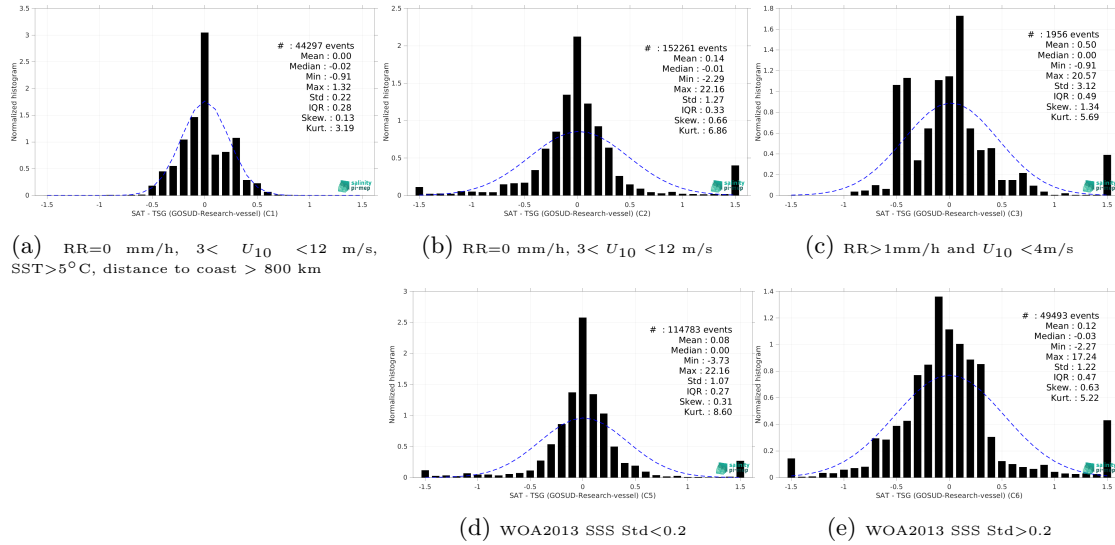 3.5
3
2.5
2
1.5
1
0.5
0
Normalized histogram
-1.5 -1 -0.5 0 0.5 1 1.5
SAT - TSG (GOSUD-Research-vessel) (C1)
# : 44297 events
Mean : 0.00
Median : -0.02
Min : -0.91
Max : 1.32
Std : 0.22
IQR : 0.28
Skew. : 0.13
Kurt. : 3.19
salinity
pi-mep
(a) RR=0 mm/h, 3< U10 <12 m/s,
SST>5°C, distance to coast > 800 km
2.5
2
1.5
1
0.5
0
Normalized histogram
-1.5 -1 -0.5 0 0.5 1 1.5
SAT - TSG (GOSUD-Research-vessel) (C2)
# : 152261 events
Mean : 0.14
Median : -0.01
Min : -2.29
Max : 22.16
Std : 1.27
IQR : 0.33
Skew. : 0.66
Kurt. : 6.86
salinity
pi-mep
(b) RR=0 mm/h, 3< U10 <12 m/s
1.8
1.6
1.4
1.2
1
0.8
0.6
0.4
0.2
0
Normalized histogram
-1.5 -1 -0.5 0 0.5 1 1.5
SAT - TSG (GOSUD-Research-vessel) (C3)
# : 1956 events
Mean : 0.50
Median : 0.00
Min : -0.91
Max : 20.57
Std : 3.12
IQR : 0.49
Skew. : 1.34
Kurt. : 5.69
salinity
pi-mep
(c) RR>1mm/h and U10 <4m/s
3
2.5
2
1.5
1
0.5
0
Normalized histogram
-1.5 -1 -0.5 0 0.5 1 1.5
SAT - TSG (GOSUD-Research-vessel) (C5)
# : 114783 events
Mean : 0.08
Median : 0.00
Min : -3.73
Max : 22.16
Std : 1.07
IQR : 0.27
Skew. : 0.31
Kurt. : 8.60
salinity
pi-mep
(d) WOA2013 SSS Std<0.2
1.4
1.2
1
0.8
0.6
0.4
0.2
0
Normalized histogram
-1.5 -1 -0.5 0 0.5 1 1.5
SAT - TSG (GOSUD-Research-vessel) (C6)
# : 49493 events
Mean : 0.12
Median : -0.03
Min : -2.27
Max : 17.24
Std : 1.22
IQR : 0.47
Skew. : 0.63
Kurt. : 5.22
salinity
pi-mep
(e) WOA2013 SSS Std>0.2